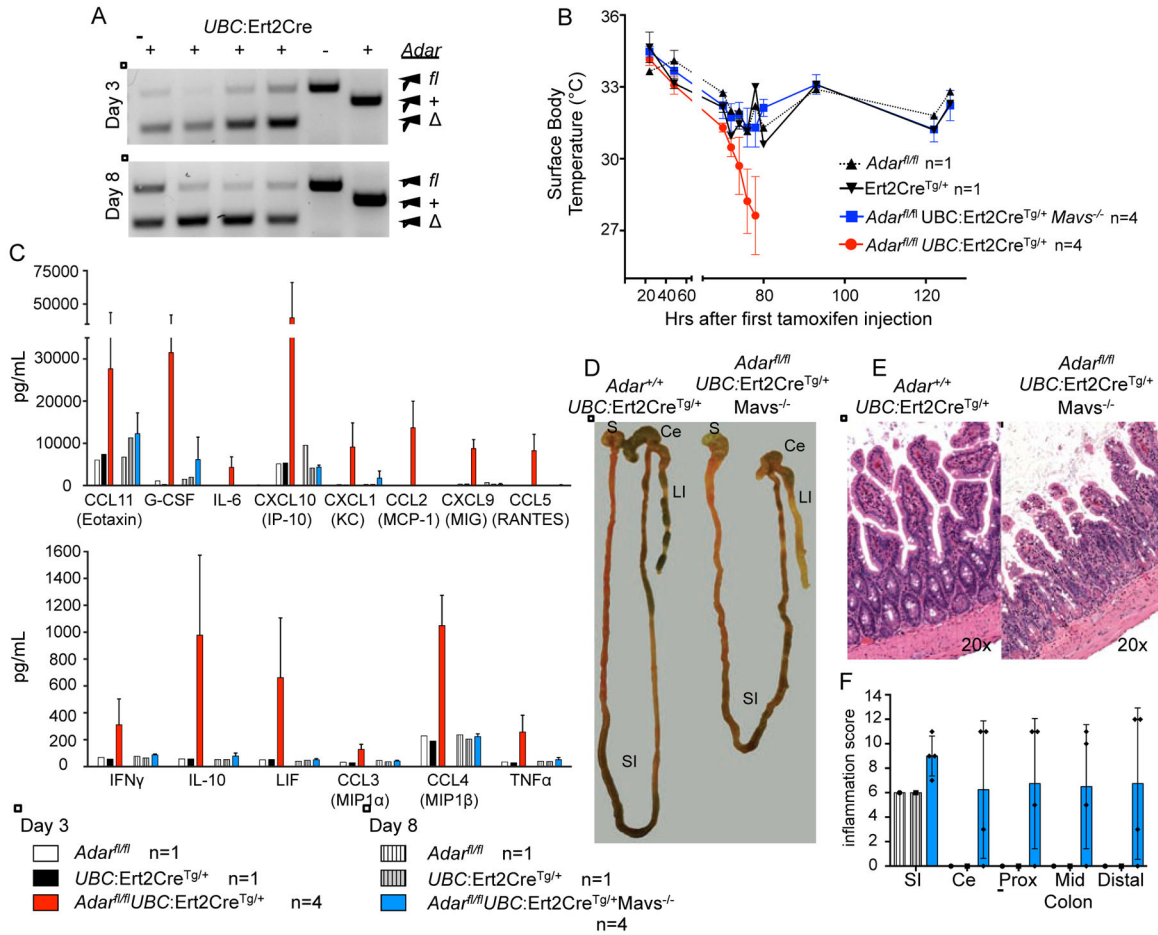 A
UBC:Ert2Cre
- + + + + - + Adar
Day 3
fl
+
Δ
Day 8
fl
+
Δ
B
Surface Body
Temperature (°C)
33
30
27
20 40 60 80 100 120
Hrs after first tamoxifen injection
Adarfl/fl n=1
Ert2CreTg/+ n=1
Adarfl/fl UBC:Ert2CreTg/+ Mavs-/- n=4
Adarfl/fl UBC:Ert2CreTg/+ n=4
C
pg/mL
75000
50000
30000
20000
10000
0
CCL11 G-CSF IL-6 CXCL10 CXCL1 CCL2 CXCL9 CCL5
(Eotaxin) (IP-10) (KC) (MCP-1) (MIG) (RANTES)
pg/mL
1600
1400
1200
1000
800
600
400
200
0
IFNγ IL-10 LIF CCL3 CCL4 TNFα
(MIP1α) (MIP1β)
Day 3
Adarfl/fl n=1
UBC:Ert2CreTg/+ n=1
Adarfl/flUBC:Ert2CreTg/+ n=4
Day 8
Adarfl/fl n=1
UBC:Ert2CreTg/+ n=1
Adarfl/flUBC:Ert2CreTg/+Mavs-/-
n=4
D
Adar+/+
UBC:Ert2CreTg/+
Adarfl/fl
UBC:Ert2CreTg/+
Mavs-/-
S Ce S Ce
LI LI
SI SI
E
Adar+/+
UBC:Ert2CreTg/+
Adarfl/fl
UBC:Ert2CreTg/+
Mavs-/-
20x 20x
F
inflammation score
14
12
10
8
6
4
2
0
SI Ce Prox Mid Distal
Colon